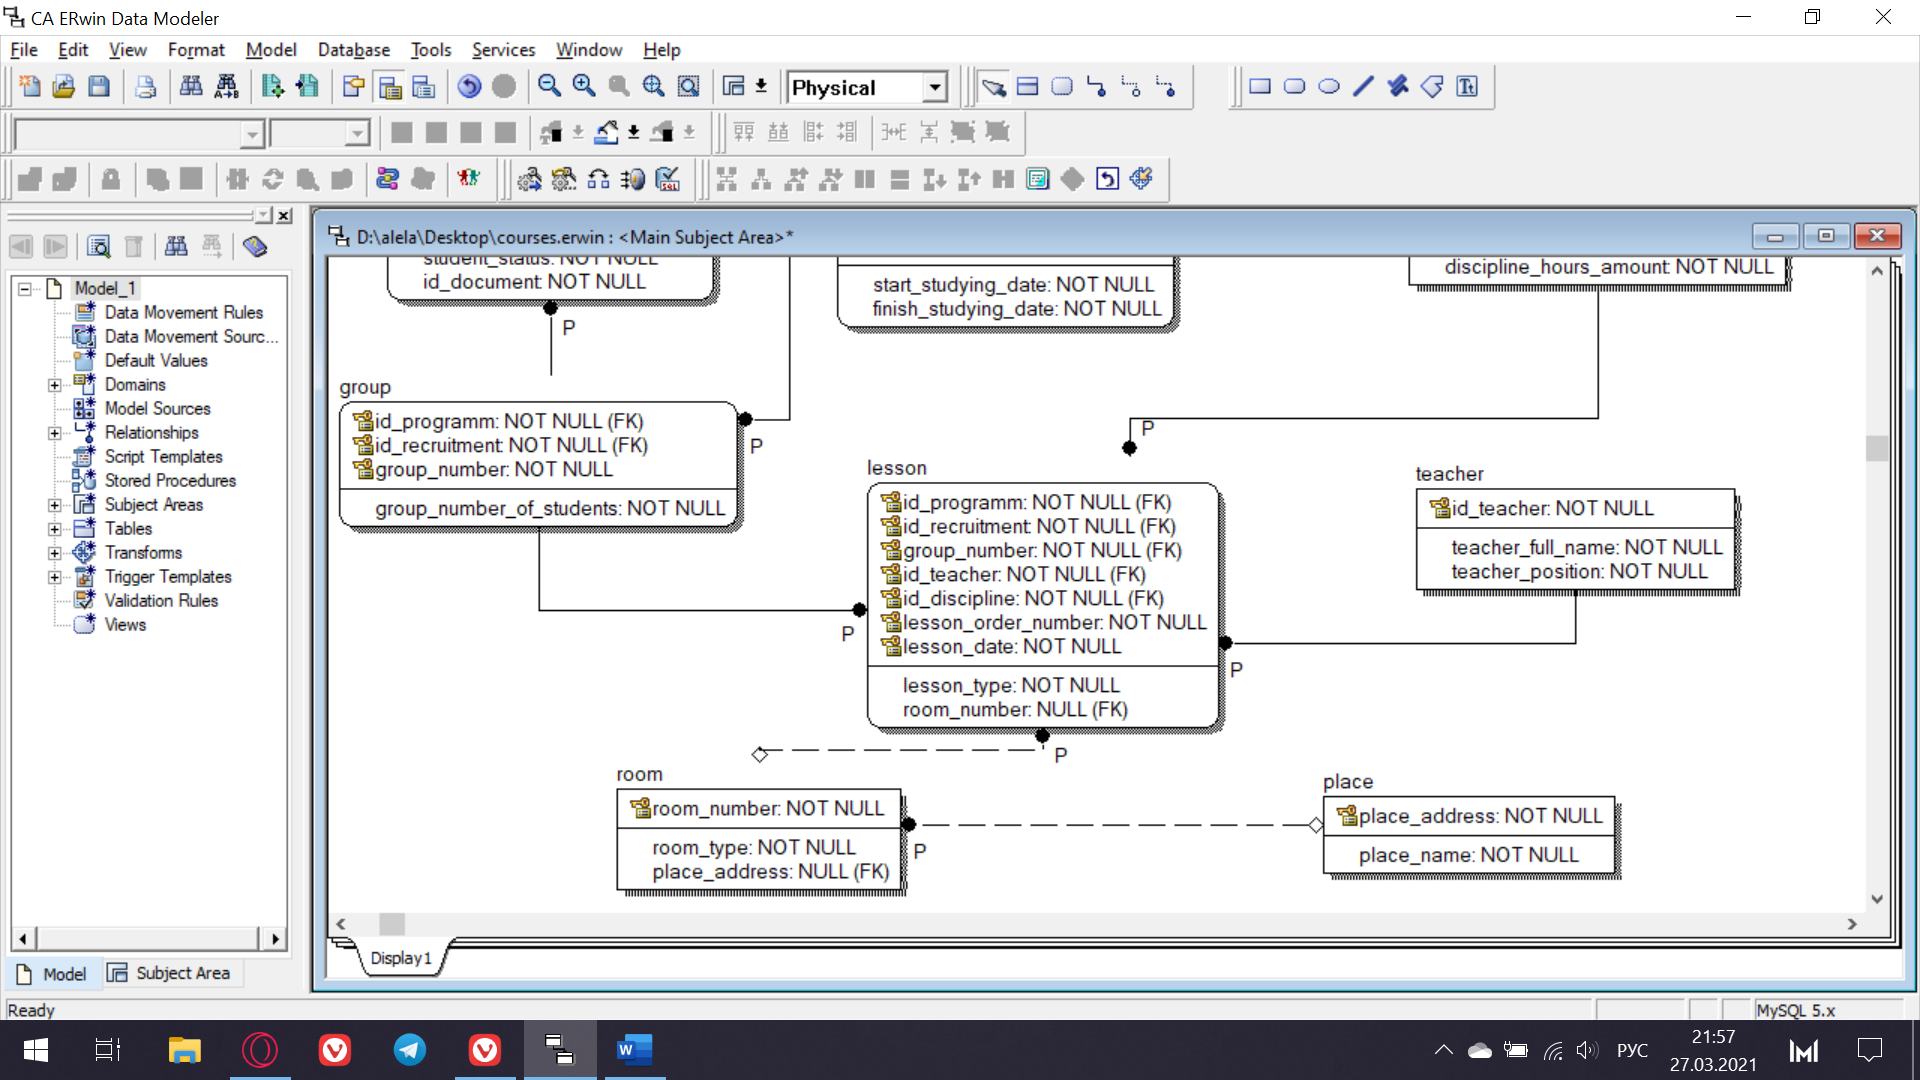 CA ERwin Data Modeler
File Edit View Format Model Database Tools Services Window Help
Physical
D:\alela\Desktop\courses.erwin : <Main Subject Area>*
Model_1
Data Movement Rules
Data Movement Sourc...
Default Values
Domains
Model Sources
Relationships
Script Templates
Stored Procedures
Subject Areas
Tables
Transforms
Trigger Templates
Validation Rules
Views
Model
Subject Area
student_status: NOT NULL
id_document: NOT NULL
P
start_studying_date: NOT NULL
finish_studying_date: NOT NULL
discipline_hours_amount: NOT NULL
group
id_programm: NOT NULL (FK)
id_recruitment: NOT NULL (FK)
group_number: NOT NULL
group_number_of_students: NOT NULL
P
P
P
lesson
id_programm: NOT NULL (FK)
id_recruitment: NOT NULL (FK)
group_number: NOT NULL (FK)
id_teacher: NOT NULL (FK)
id_discipline: NOT NULL (FK)
lesson_order_number: NOT NULL
lesson_date: NOT NULL
lesson_type: NOT NULL
room_number: NULL (FK)
P
P
teacher
id_teacher: NOT NULL
teacher_full_name: NOT NULL
teacher_position: NOT NULL
room
room_number: NOT NULL
room_type: NOT NULL
place_address: NULL (FK)
P
place
place_address: NOT NULL
place_name: NOT NULL
Display1
Ready
MySQL 5.x
РУС
21:57
27.03.2021